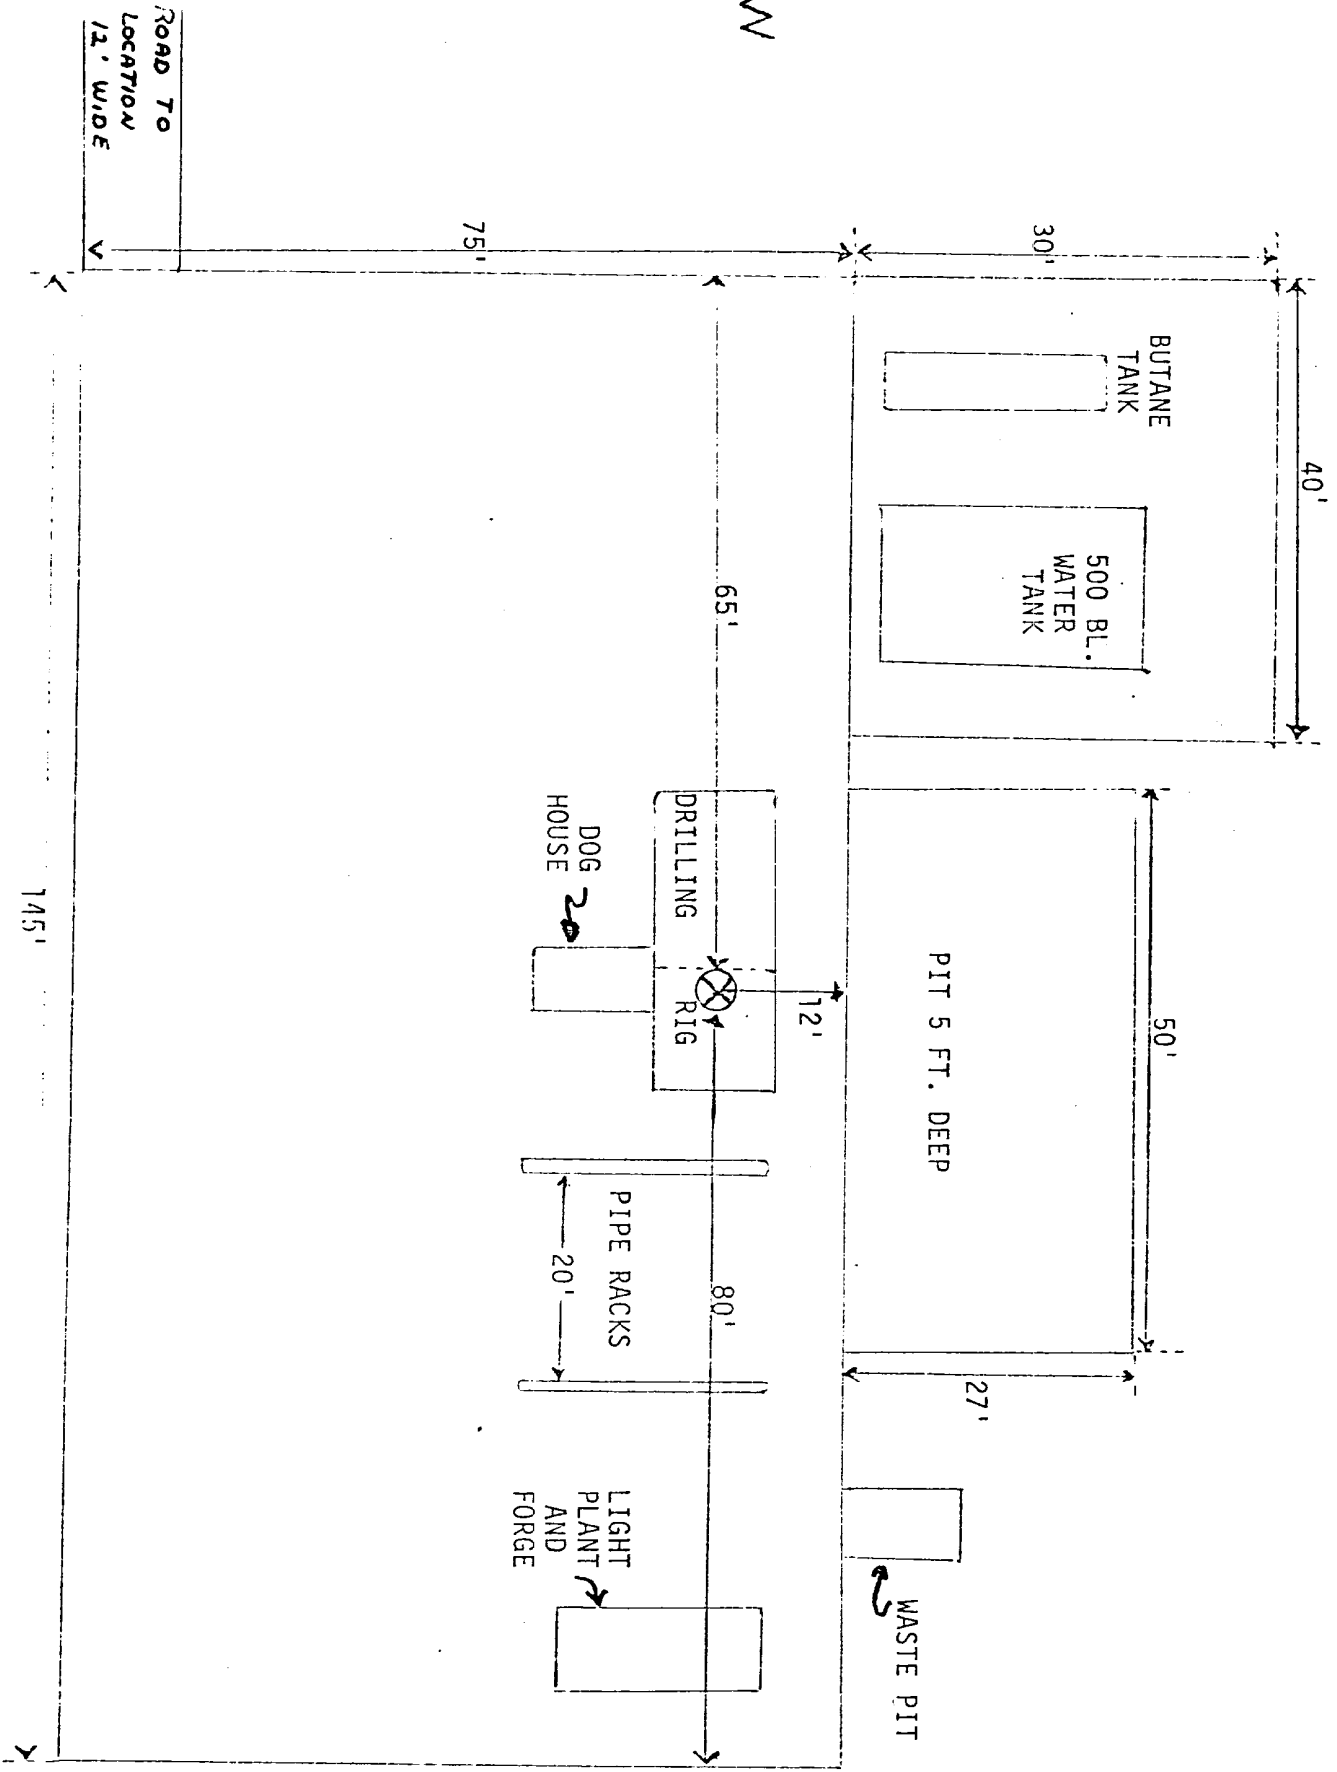 W
ROAD TO
LOCATION
12' WIDE
75'
30'
40'
BUTANE
TANK
500 BL.
WATER
TANK
65'
DRILLING RIG
DOG
HOUSE
12'
PIT 5 FT. DEEP
50'
27'
PIPE RACKS
20'
80'
LIGHT
PLANT
AND
FORGE
WASTE PIT
145'